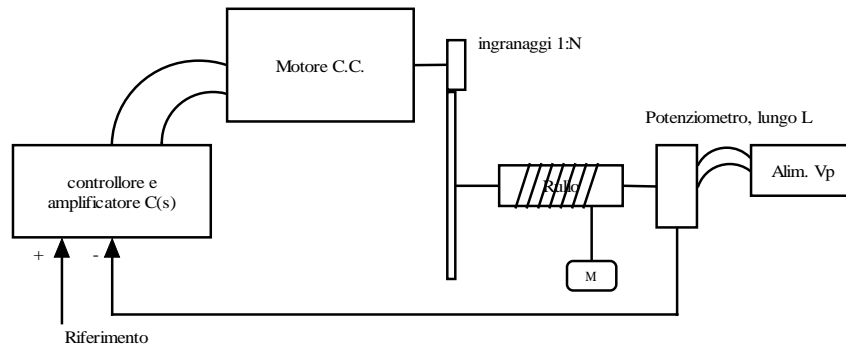 ingranaggi 1:N
Motore C.C.
Potenziometro, lungo L
controllore e
amplificatore C(s)
Rullo
Alim. Vp
+
-
M
Riferimento